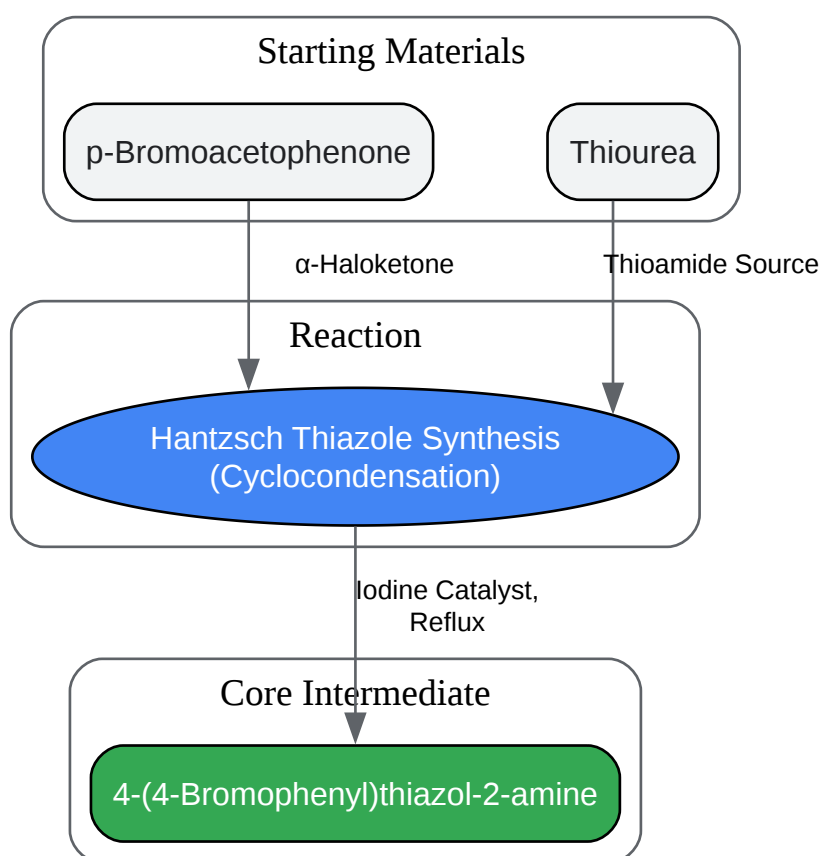 Starting Materials
p-Bromoacetophenone
Thiourea
α-Haloketone
Thioamide Source
Reaction
Hantzsch Thiazole Synthesis
(Cyclocondensation)
Iodine Catalyst,
Reflux
Core Intermediate
4-(4-Bromophenyl)thiazol-2-amine